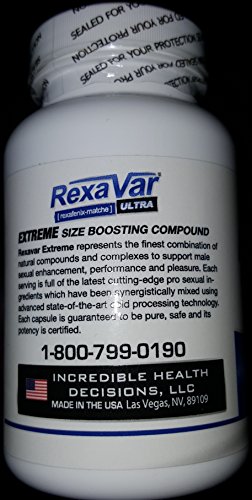 SEALED FOR YOUR PROTECTION
RexaVar
[rexafenix-matche] ULTRA
EXTREME SIZE BOOSTING COMPOUND
Rexavar Extreme represents the finest combination of
natural compounds and complexes to support male
sexual enhancement, performance and pleasure. Each
serving is full of the latest cutting-edge pro sexual in-
gredients which have been synergistically mixed using
advanced state-of-the-art cold processing technology.
Each capsule is guaranteed to be pure, safe and its
potency is certified.
1-800-799-0190
INCREDIBLE HEALTH
DECISIONS, LLC
MADE IN THE USA Las Vegas, NV, 89109